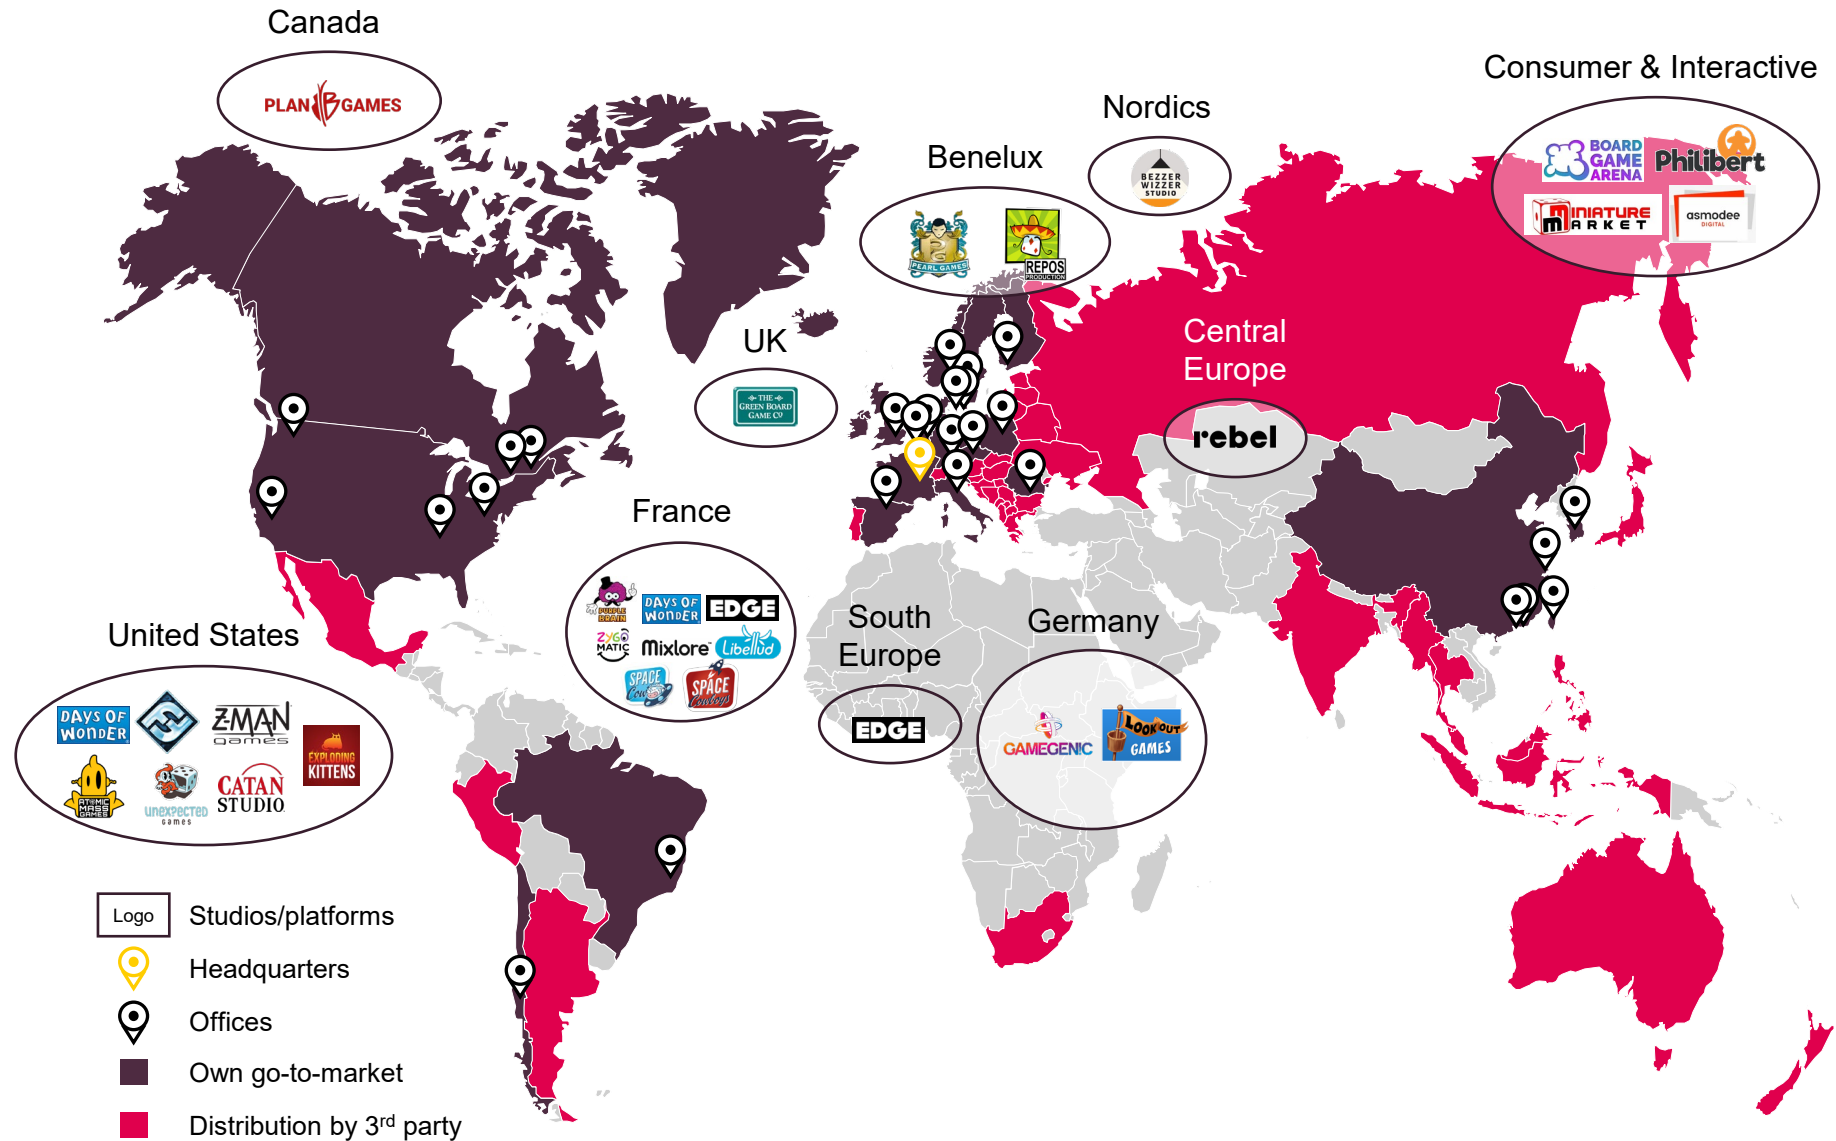 Canada
PLAN B GAMES
Consumer & Interactive
BOARD
GAME
ARENA
Philibert
MINIATURE
MARKET
asmodee
DIGITAL
Nordics
BEZZER
WIZZER
STUDIO
Benelux
PEARL GAMES
REPOS
PRODUCTION
UK
THE
GREEN BOARD
GAME CO
Central
Europe
rebel
France
PURPLE
BRAIN
DAYS OF
WONDER
EDGE
ZYGO
MATIC
Mixlore™
Libellud
SPACE
Cow
SPACE
Cowboys
South
Europe
EDGE
Germany
GAMEGENIC
LOOKOUT
GAMES
United States
DAYS OF
WONDER
Z-MAN
games
EXPLODING
KITTENS
ATOMIC
MASS
GAMES
UNEXPECTED
GAMES
CATAN
STUDIO
Logo
Studios/platforms
Headquarters
Offices
Own go-to-market
Distribution by 3rd party